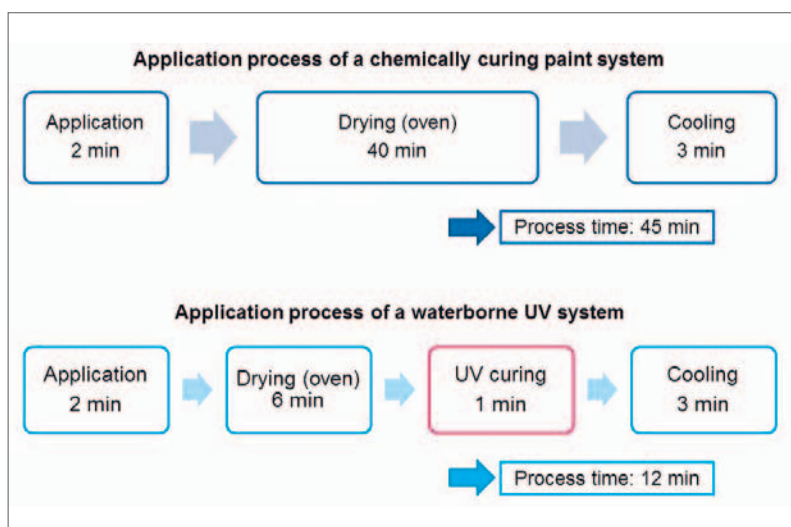 Application process of a chemically curing paint system
Application
2 min
Drying (oven)
40 min
Cooling
3 min
Process time: 45 min
Application process of a waterborne UV system
Application
2 min
Drying (oven)
6 min
UV curing
1 min
Cooling
3 min
Process time: 12 min